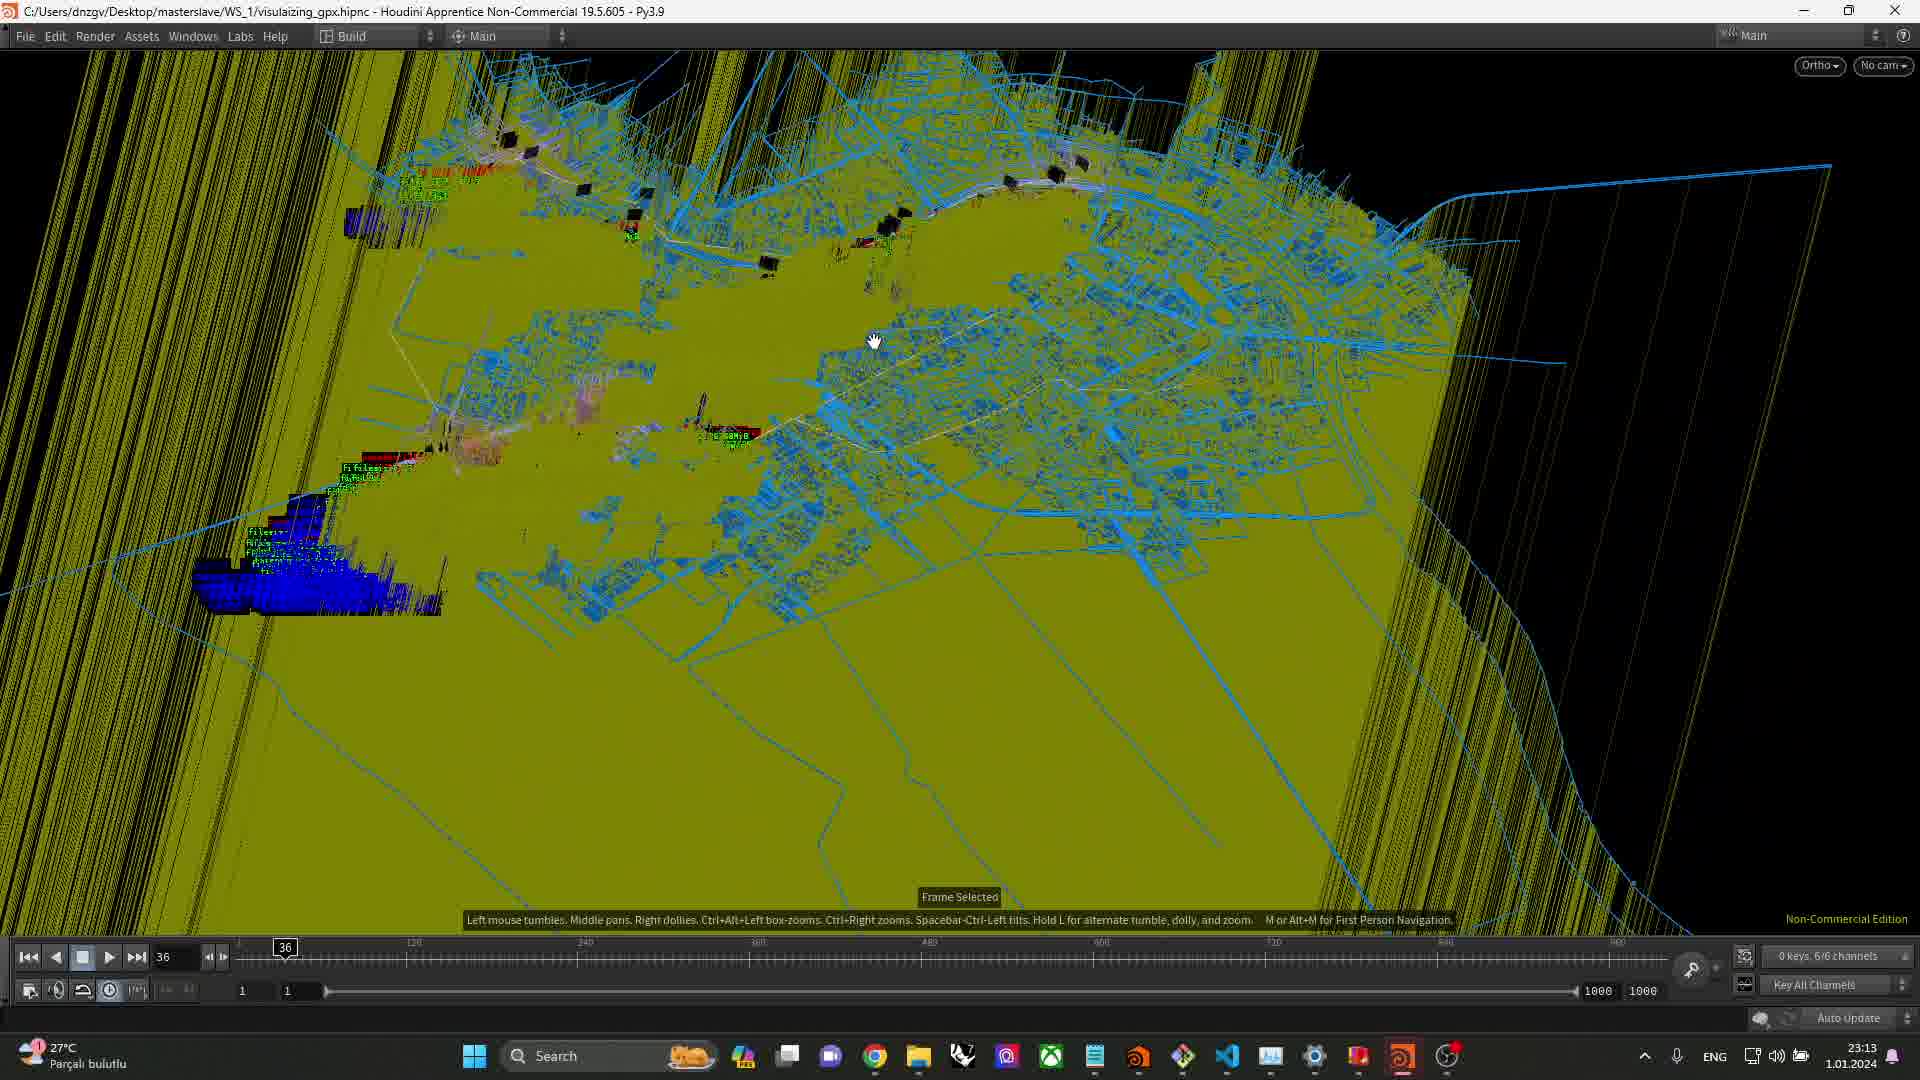 C:/Users/dnzgv/Desktop/masterslave/WS_1/visulaizing_gpx.hipnc - Houdini Apprentice Non-Commercial 19.5.605 - Py3.9
File Edit Render Assets Windows Labs Help Build Main Main
Ortho No cam
Frame Selected
Left mouse tumbles. Middle pans. Right dollies. Ctrl+Alt+Left box-zooms. Ctrl+Right zooms. Spacebar-Ctrl-Left tilts. Hold L for alternate tumble, dolly, and zoom. M or Alt+M for First Person Navigation.
Non-Commercial Edition
36 1 36 120 240 360 480 600 720 840 960
0 keys, 6/6 channels
1 1 1000 1000
Key All Channels
Auto Update
27°C
Parçalı bulutlu
Search
ENG
23:13
1.01.2024